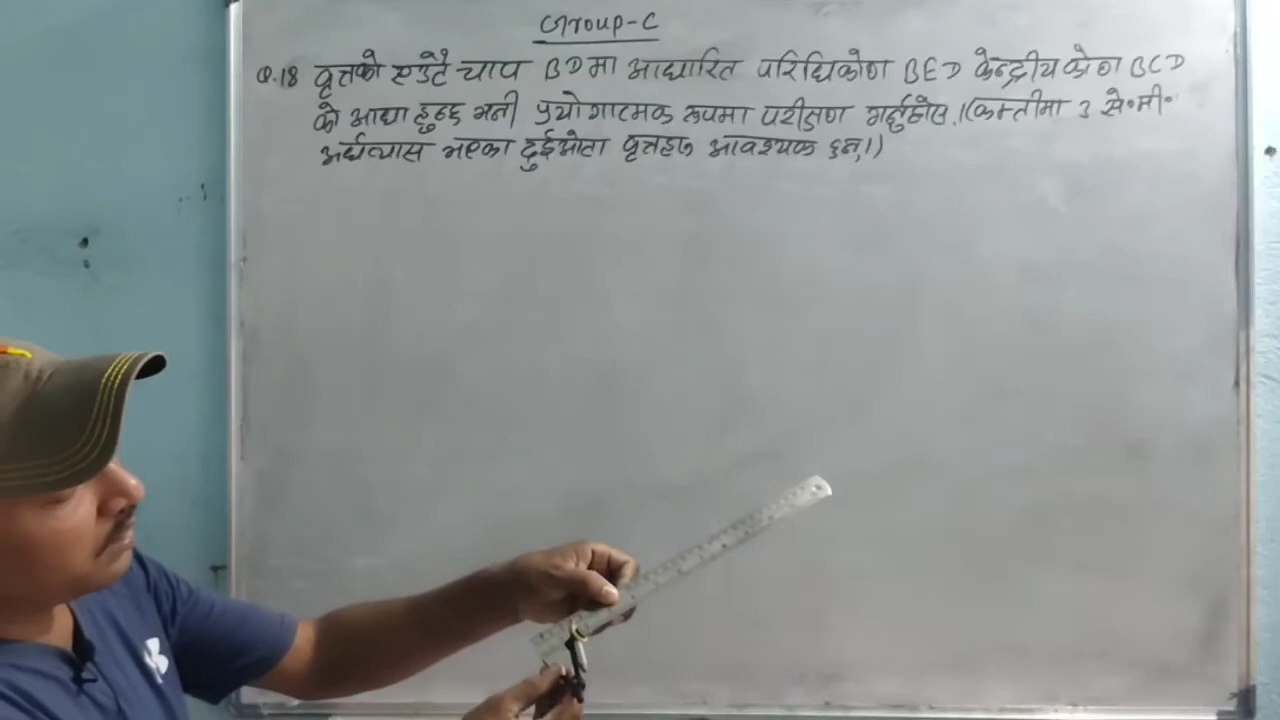 Group-C
Q.18 वृत्तको एउटै चाप BD मा आधारित परिधिकोण BED केन्द्रीय कोण BCD
को आधा हुन्छ भनी प्रयोगात्मक रूपमा परीक्षण गर्नुहोस् ।(कम्तीमा 3 से॰मी॰
अर्धव्यास भएका दुईओटा वृत्तहरू आवश्यक छन् ।)